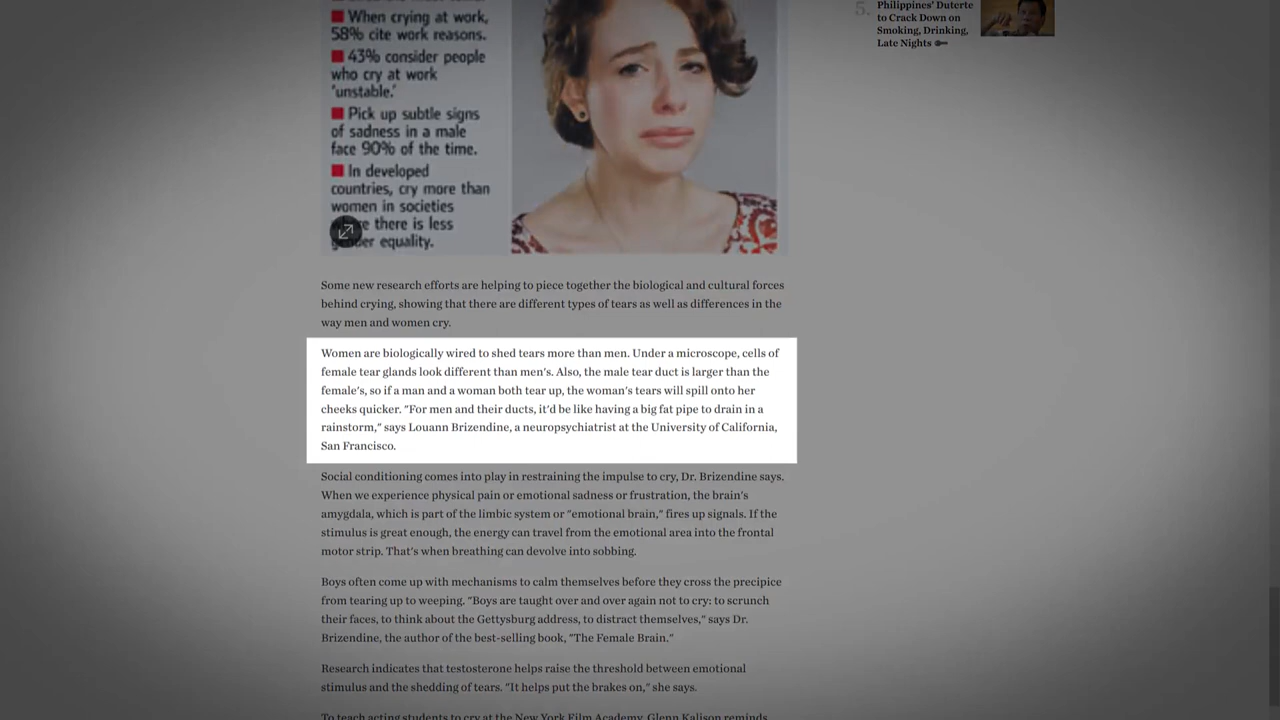 When crying at work,
58% cite work reasons.
43% consider people
who cry at work
'unstable.'
Pick up subtle signs
of sadness in a male
face 90% of the time.
In developed
countries, cry more than
women in societies
there is less
equality.
5.
Philippines' Duterte
to Crack Down on
Smoking, Drinking,
Late Nights
Some new research efforts are helping to piece together the biological and cultural forces
behind crying, showing that there are different types of tears as well as differences in the
way men and women cry.
Women are biologically wired to shed tears more than men. Under a microscope, cells of
female tear glands look different than men's. Also, the male tear duct is larger than the
female's, so if a man and a woman both tear up, the woman's tears will spill onto her
cheeks quicker. "For men and their ducts, it'd be like having a big fat pipe to drain in a
rainstorm," says Louann Brizendine, a neuropsychiatrist at the University of California,
San Francisco.
Social conditioning comes into play in restraining the impulse to cry, Dr. Brizendine says.
When we experience physical pain or emotional sadness or frustration, the brain's
amygdala, which is part of the limbic system or "emotional brain," fires up signals. If the
stimulus is great enough, the energy can travel from the emotional area into the frontal
motor strip. That's when breathing can devolve into sobbing.
Boys often come up with mechanisms to calm themselves before they cross the precipice
from tearing up to weeping. "Boys are taught over and over again not to cry: to scrunch
their faces, to think about the Gettysburg address, to distract themselves," says Dr.
Brizendine, the author of the best-selling book, "The Female Brain."
Research indicates that testosterone helps raise the threshold between emotional
stimulus and the shedding of tears. "It helps put the brakes on," she says.
To teach acting students to cry at the New York Film Academy, Glenn Kalison reminds